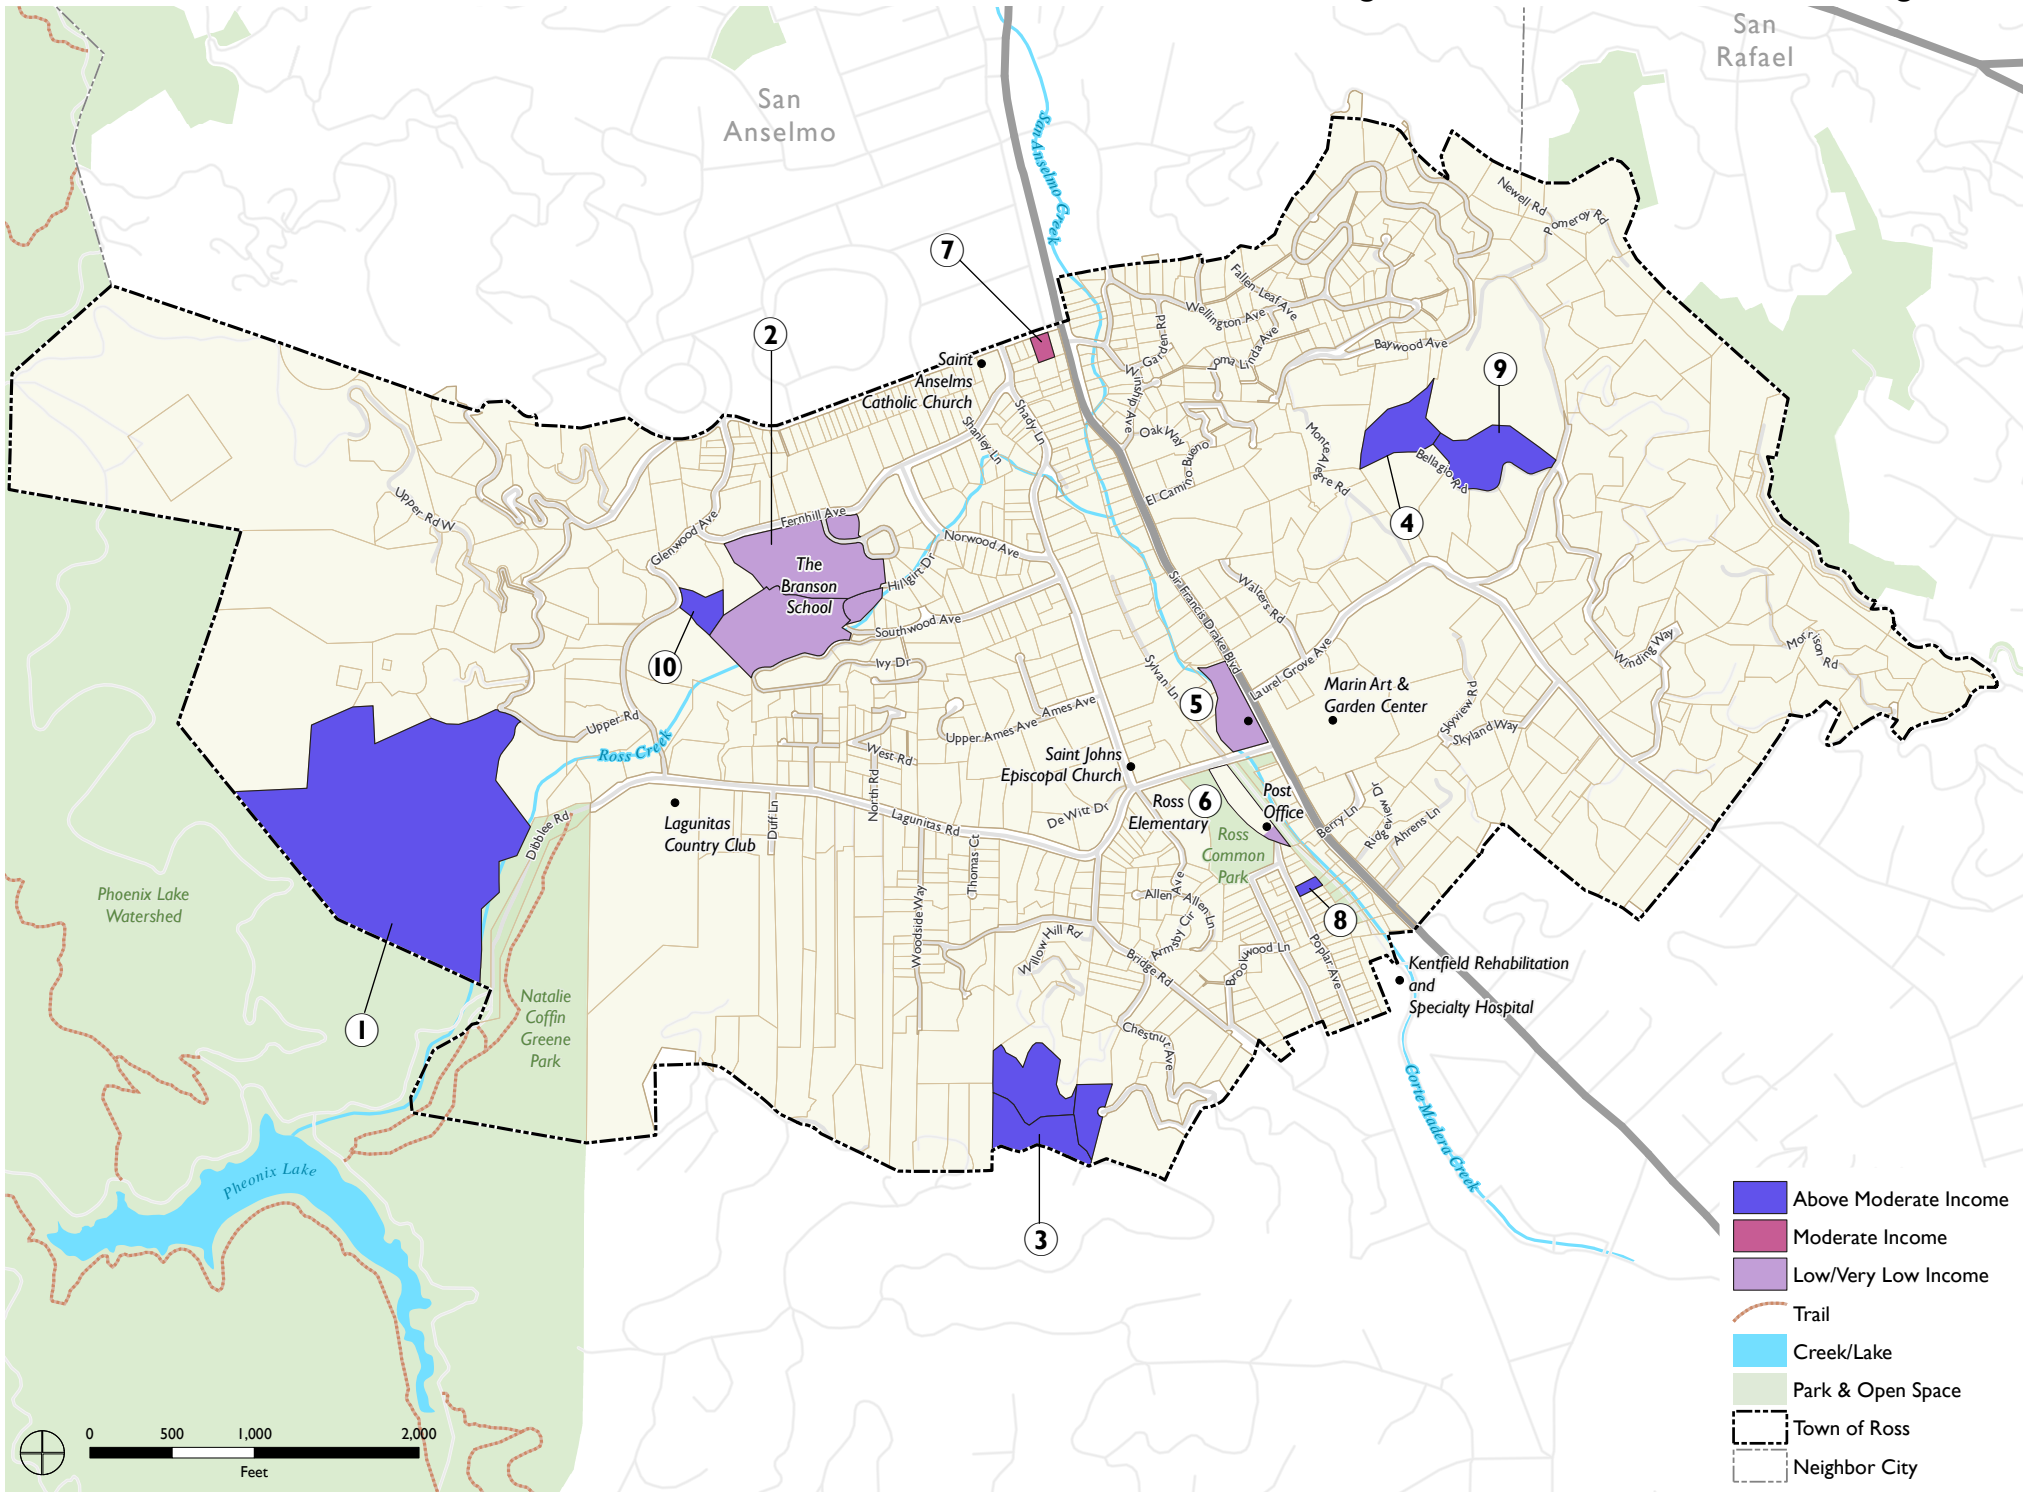 San
Rafael
San
Anselmo
San Anselmo Creek
Newell Rd
Pomeroy Rd
7
Fallen Leaf Ave
Wellington Ave
2
Garden Rd
Loma Linda Ave
Baywood Ave
Saint
Anselms
Catholic Church
Winship Ave
9
Shady Ln
Shanley Ln
Oak Way
Monte Alegre Rd
Bellagio Rd
El Camino Bueno
Upper Rd W
4
Fernhill Ave
Glenwood Ave
Norwood Ave
The
Branson
School
Hillgirt Dr
Sir Francis Drake Blvd
Walters Rd
Southwood Ave
10
Ivy Dr
Sylvan Ln
Laurel Grove Ave
Winding Way
Morrison Rd
5
Marin Art &
Garden Center
Skyview Rd
Skyland Way
Upper Rd
Ames Ave
Upper Ames Ave
Ross Creek
West Rd
Saint Johns
Episcopal Church
North Rd
Duff Ln
Lagunitas Rd
De Witt Dr
Ross
Elementary
6
Post
Office
Berry Ln
Ridgeview Dr
Ahrens Ln
Lagunitas
Country Club
Dibblee Rd
Ross
Common
Park
Thomas Ct
Woodside Way
Allen Ave
Allen Ln
Armsby Cir
8
Phoenix Lake
Watershed
Willow Hill Rd
Bridge Rd
Brookwood Ln
Poplar Ave
Kentfield Rehabilitation
and
Specialty Hospital
Natalie
Coffin
Greene
Park
1
Chestnut Ave
Corte Madera Creek
Pheonix Lake
3
Above Moderate Income
Moderate Income
Low/Very Low Income
Trail
Creek/Lake
Park & Open Space
Town of Ross
Neighbor City
0 500 1,000 2,000
Feet